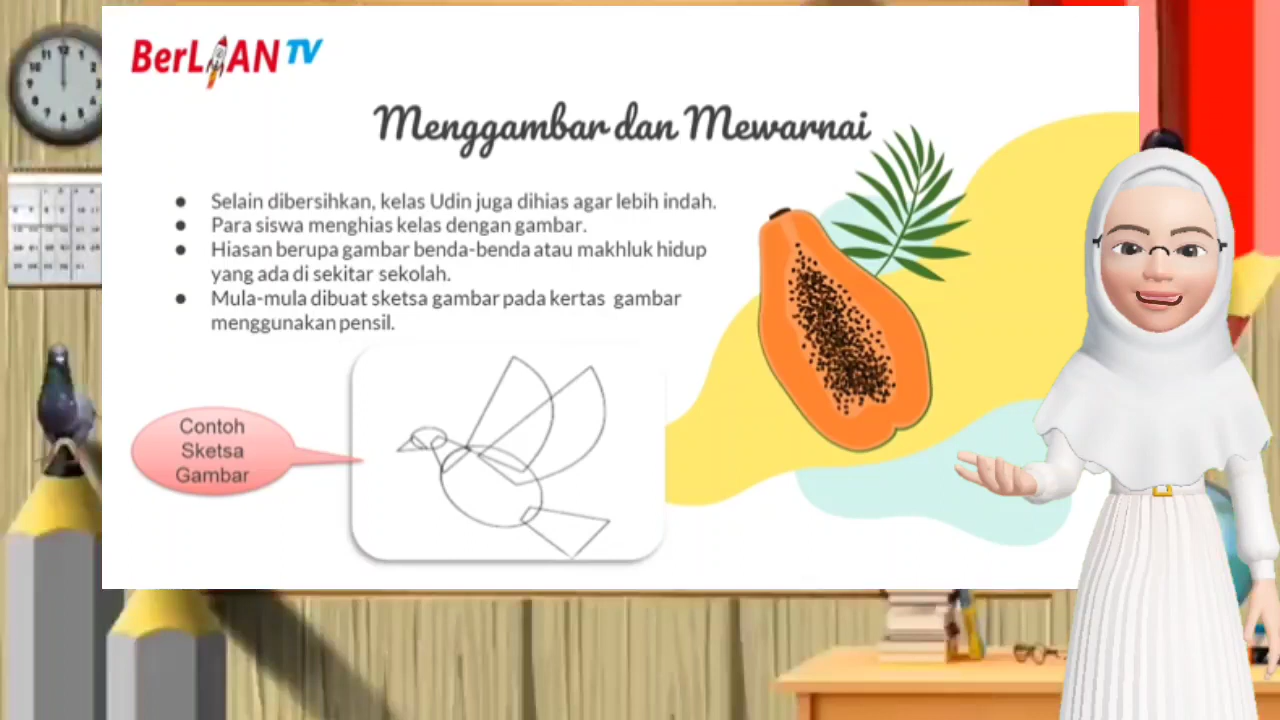 BerLIAN TV
Menggambar dan Mewarnai
● Selain dibersihkan, kelas Udin juga dihias agar lebih indah.
● Para siswa menghias kelas dengan gambar.
● Hiasan berupa gambar benda-benda atau makhluk hidup
yang ada di sekitar sekolah.
● Mula-mula dibuat sketsa gambar pada kertas gambar
menggunakan pensil.
Contoh
Sketsa
Gambar